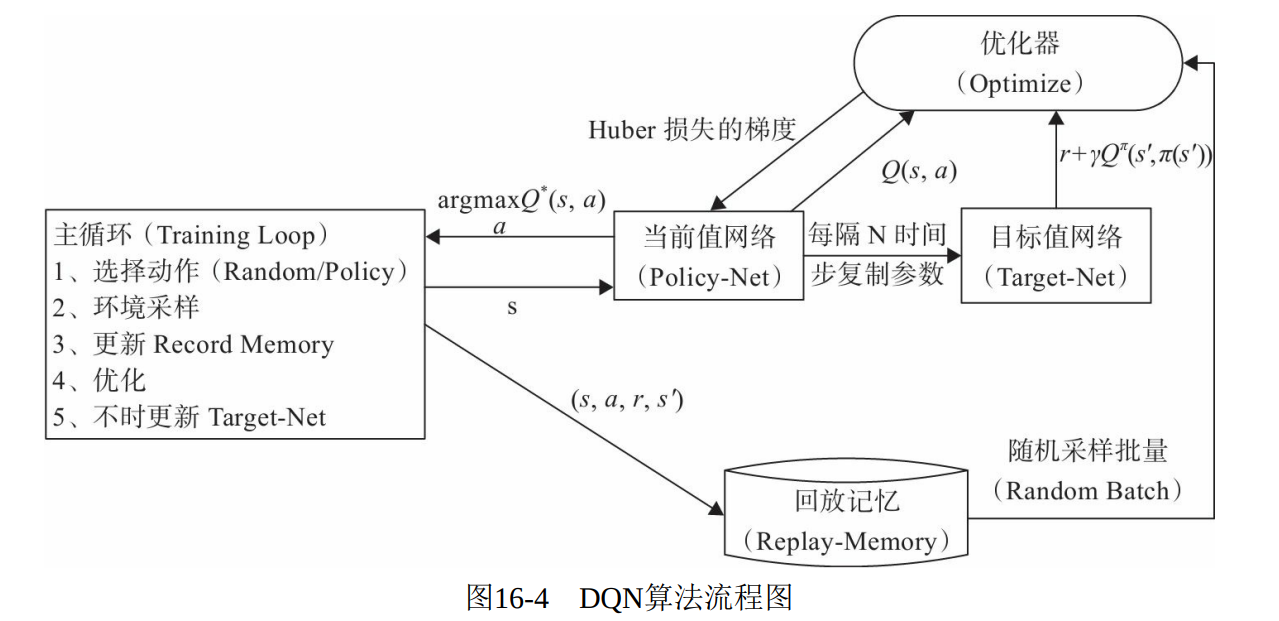 优化器
（Optimize）
Huber 损失的梯度
Q(s, a)
r+γQπ(s′,π(s′))
argmaxQ*(s, a)
a
主循环（Training Loop）
1、选择动作（Random/Policy）
2、环境采样
3、更新 Record Memory
4、优化
5、不时更新 Target-Net
当前值网络
（Policy-Net）
每隔 N 时间
步复制参数
目标值网络
（Target-Net）
s
(s, a, r, s′)
随机采样批量
（Random Batch）
回放记忆
（Replay-Memory）
图16-4 DQN算法流程图